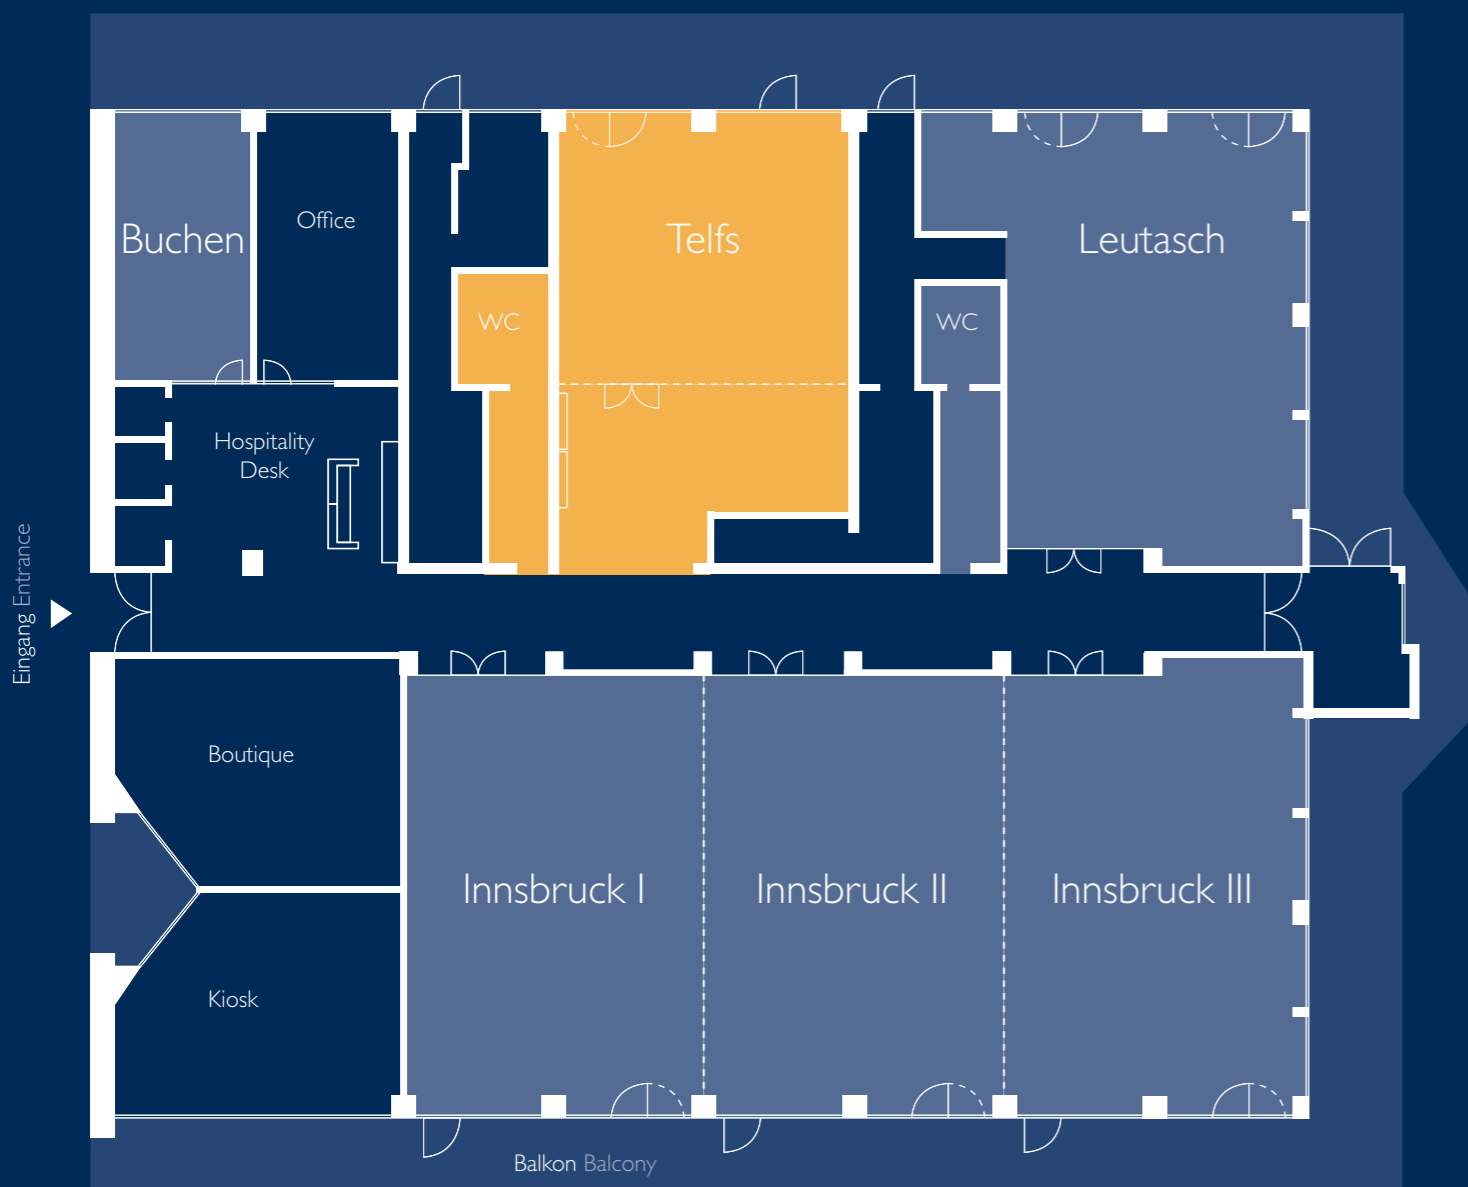 Buchen
Office
Telfs
Leutasch
WC
WC
Hospitality
Desk
Eingang Entrance
Boutique
Innsbruck I
Innsbruck II
Innsbruck III
Kiosk
Balkon Balcony